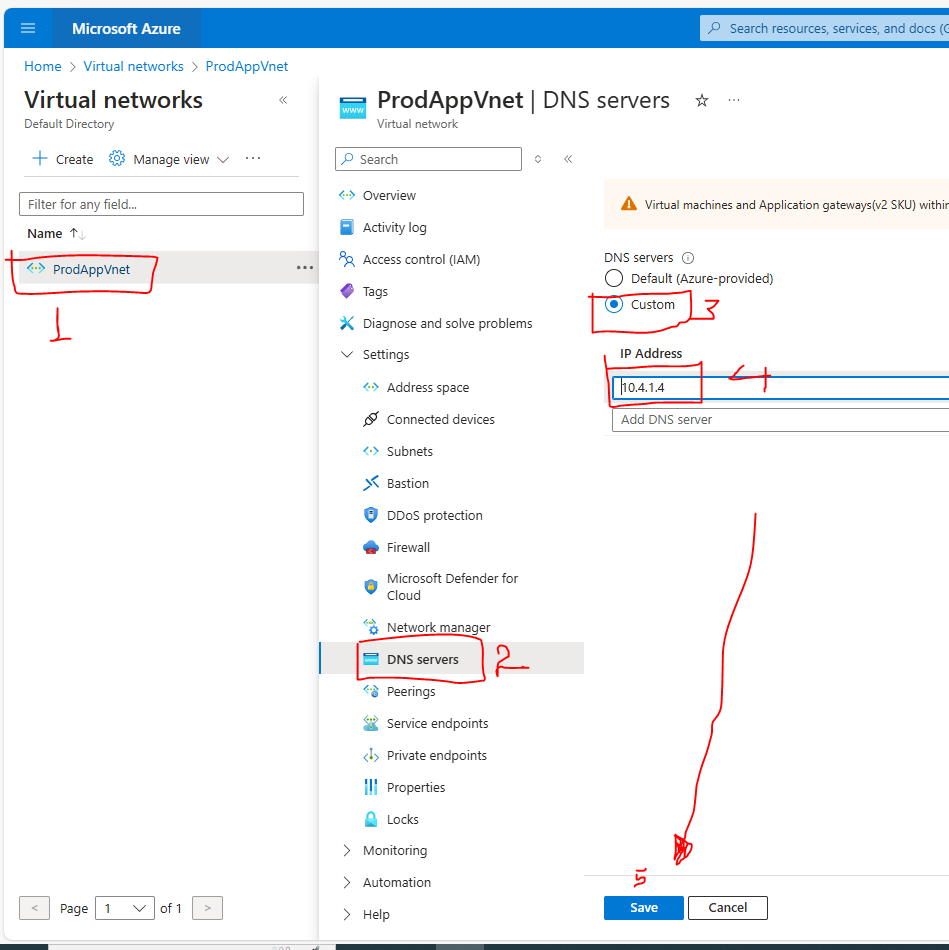 Microsoft Azure
Search resources, services, and docs (G
Home > Virtual networks > ProdAppVnet
Virtual networks
Default Directory
Create
Manage view
Filter for any field...
Name
ProdAppVnet
1
Page 1 of 1
ProdAppVnet | DNS servers
Virtual network
Search
Overview
Activity log
Access control (IAM)
Tags
Diagnose and solve problems
Settings
Address space
Connected devices
Subnets
Bastion
DDoS protection
Firewall
Microsoft Defender for
Cloud
Network manager
DNS servers 2
Peerings
Service endpoints
Private endpoints
Properties
Locks
Monitoring
Automation
Help
Virtual machines and Application gateways(v2 SKU) within
DNS servers
Default (Azure-provided)
Custom 3
IP Address
10.4.1.4
Add DNS server
5
Save Cancel